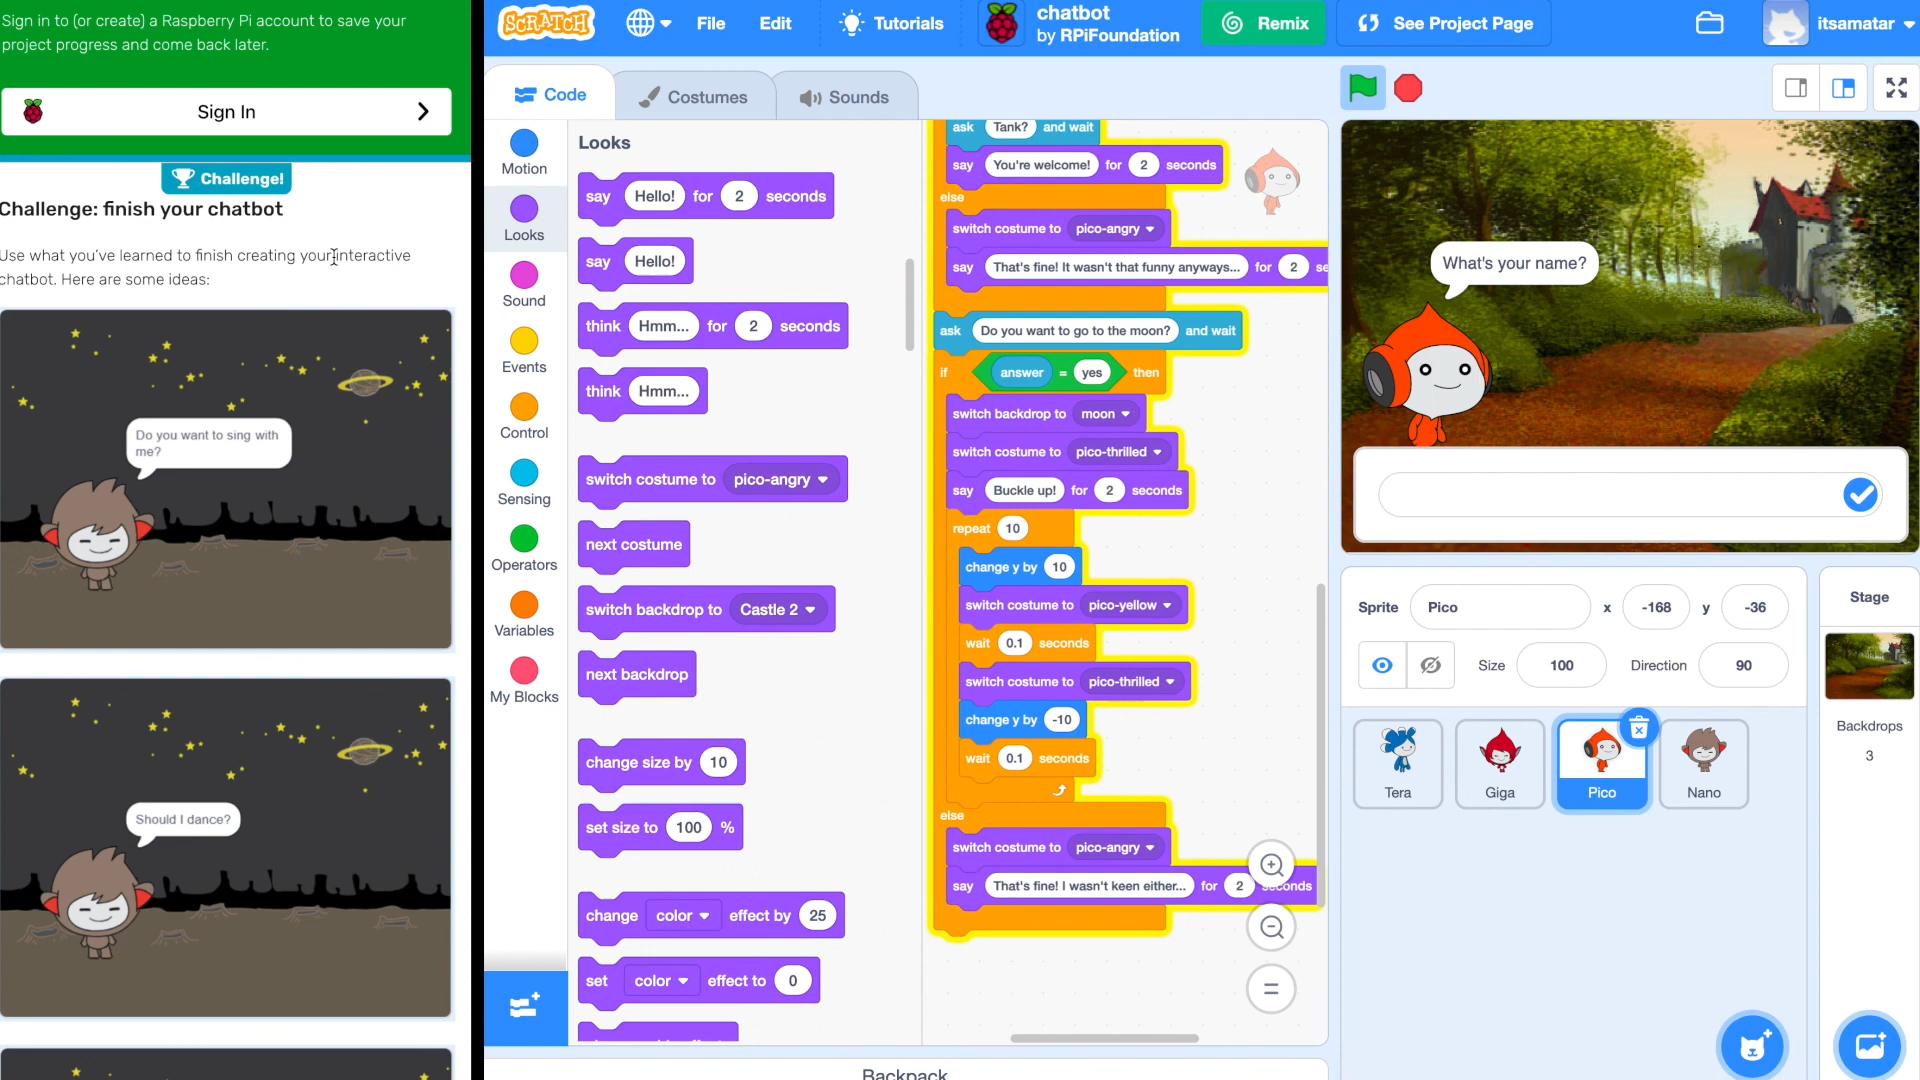 Sign in to (or create) a Raspberry Pi account to save your
project progress and come back later.
Sign In
Challenge!
Challenge: finish your chatbot
Use what you've learned to finish creating your interactive
chatbot. Here are some ideas:
Do you want to sing with
me?
Should I dance?
SCRATCH
File
Edit
Tutorials
chatbot
by RPiFoundation
Remix
See Project Page
itsamatar
Code
Costumes
Sounds
Motion
Looks
Sound
Events
Control
Sensing
Operators
Variables
My Blocks
Looks
say Hello! for 2 seconds
say Hello!
think Hmm... for 2 seconds
think Hmm...
switch costume to pico-angry
next costume
switch backdrop to Castle 2
next backdrop
change size by 10
set size to 100 %
change color effect by 25
set color effect to 0
ask Tank? and wait
say You're welcome! for 2 seconds
else
switch costume to pico-angry
say That's fine! It wasn't that funny anyways... for 2 se
ask Do you want to go to the moon? and wait
if answer = yes then
switch backdrop to moon
switch costume to pico-thrilled
say Buckle up! for 2 seconds
repeat 10
change y by 10
switch costume to pico-yellow
wait 0.1 seconds
switch costume to pico-thrilled
change y by -10
wait 0.1 seconds
else
switch costume to pico-angry
say That's fine! I wasn't keen either... for 2 seconds
Backpack
What's your name?
Sprite Pico x -168 y -36
Size 100 Direction 90
Tera
Giga
Pico
Nano
Stage
Backdrops
3